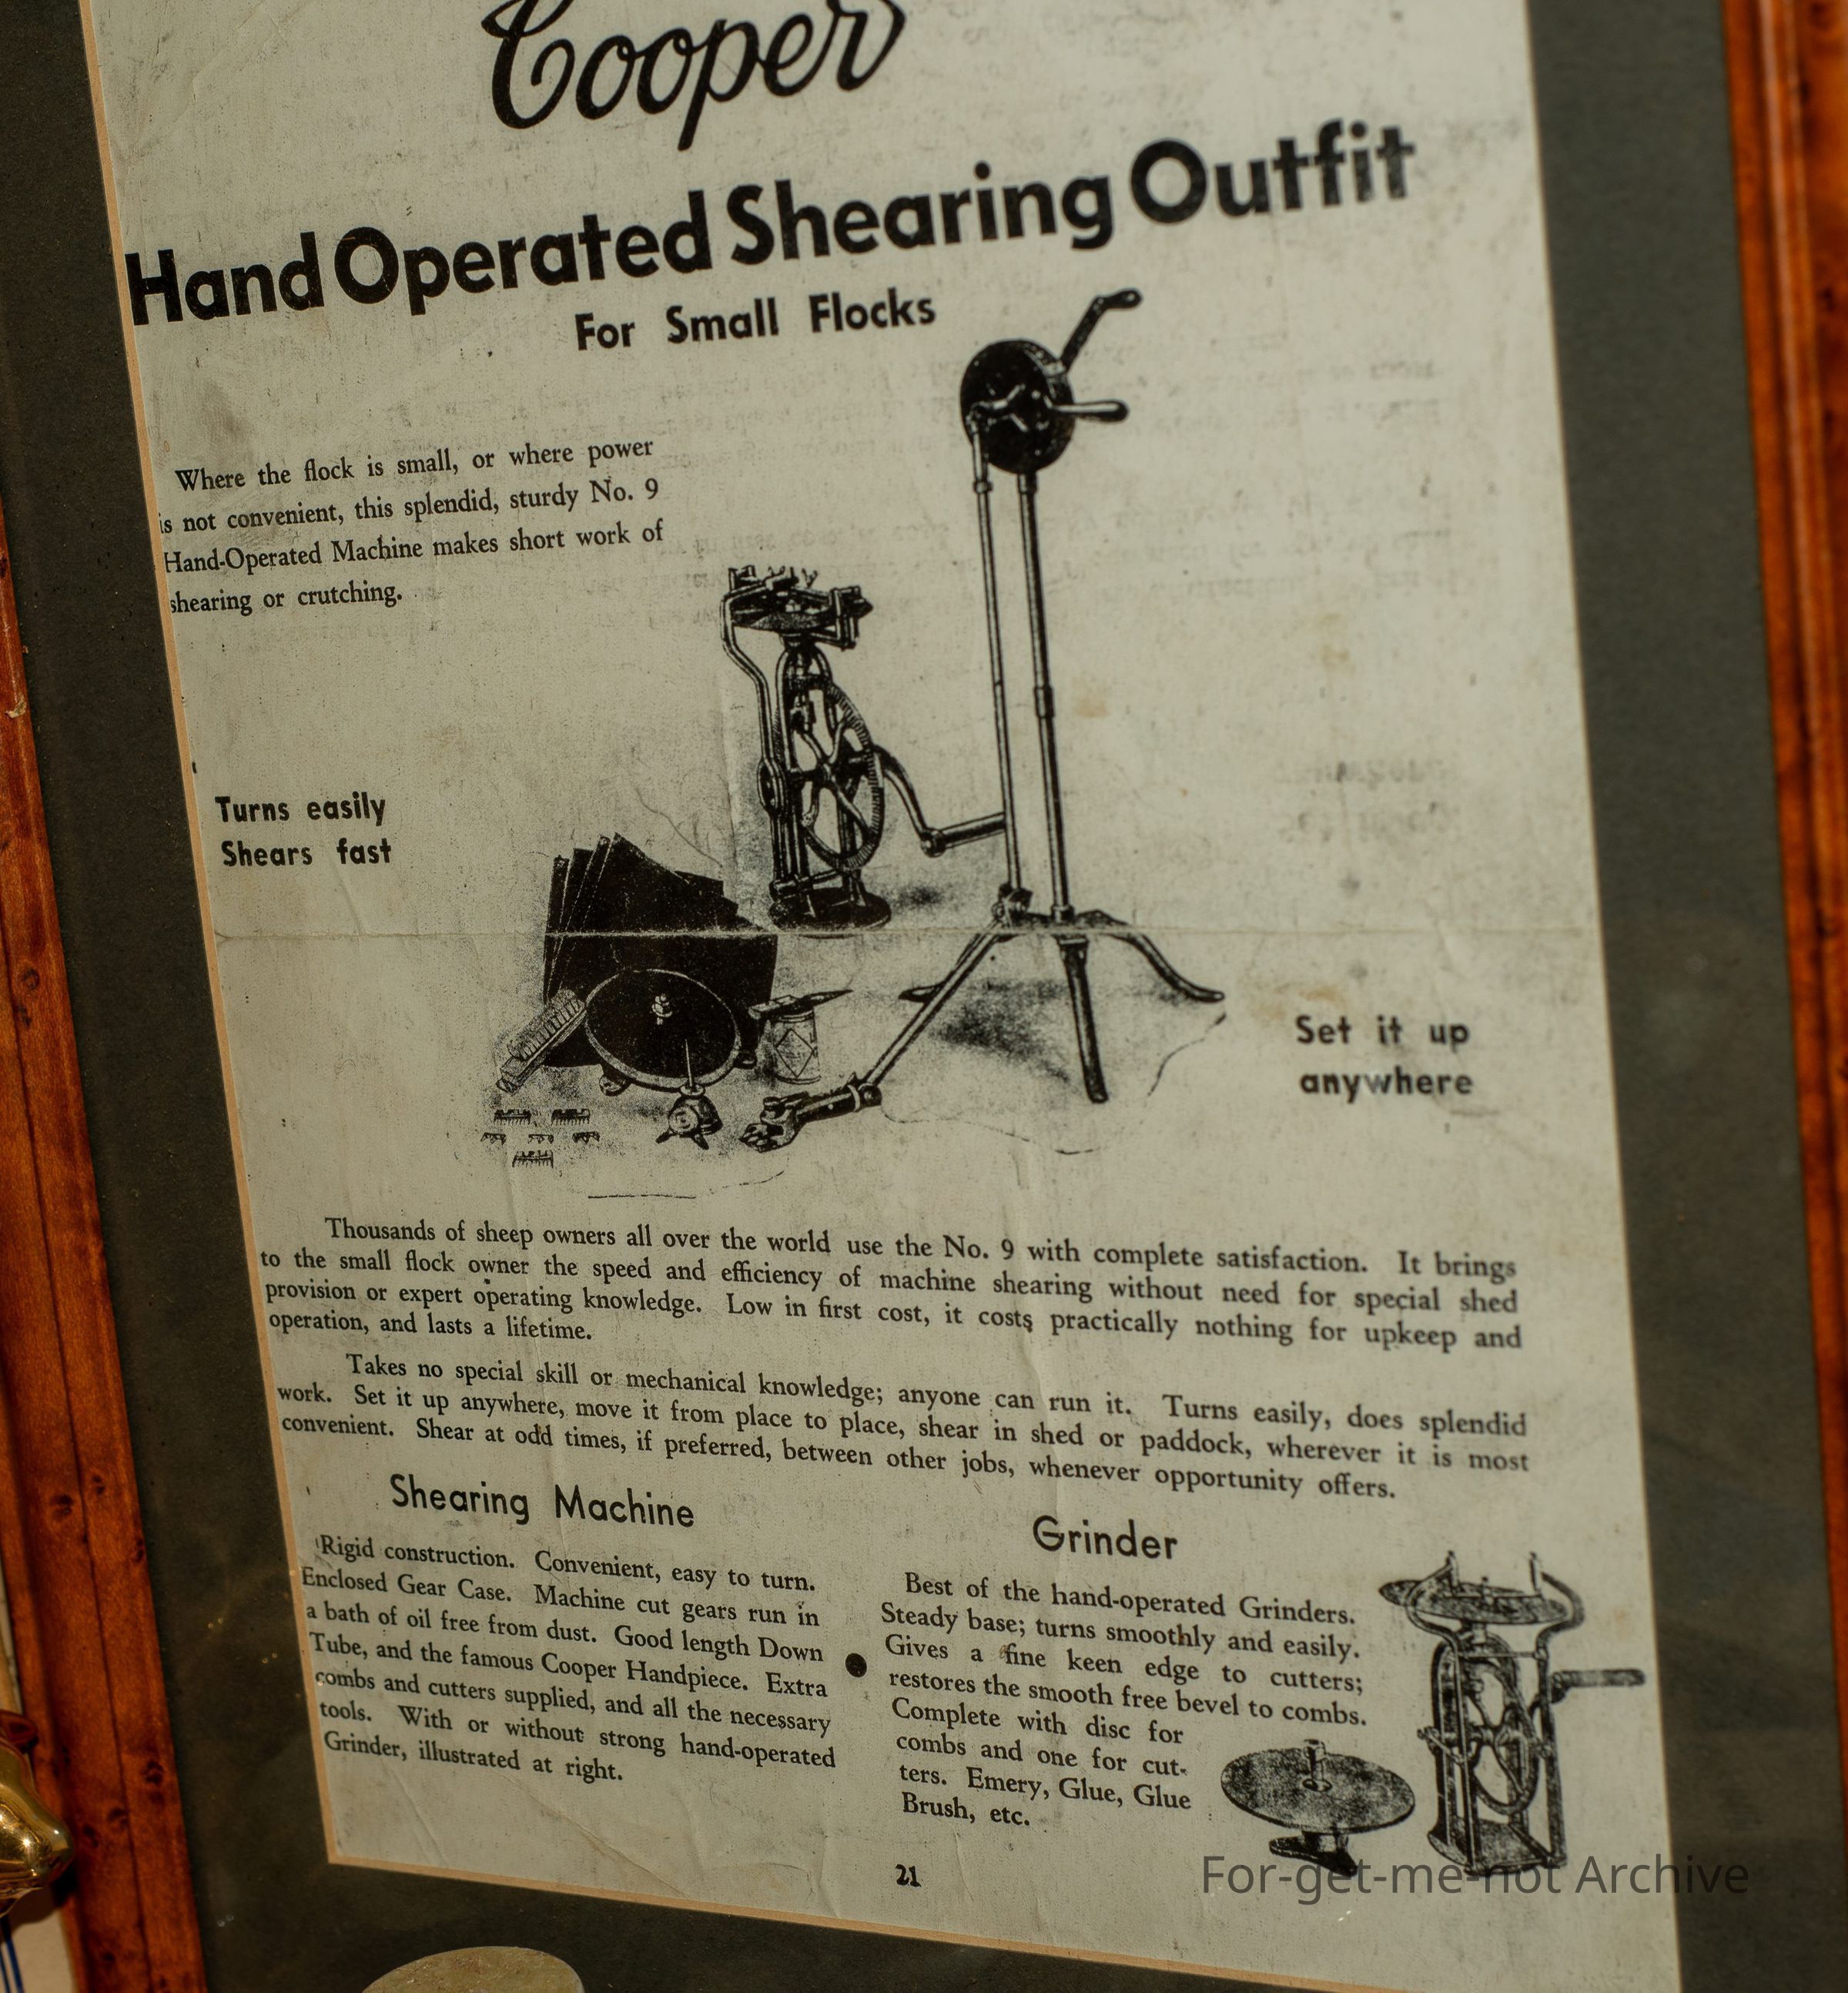 Cooper
Hand Operated Shearing Outfit
For Small Flocks
Where the flock is small, or where power
is not convenient, this splendid, sturdy No. 9
Hand-Operated Machine makes short work of
shearing or crutching.
Turns easily
Shears fast
Set it up
anywhere
Thousands of sheep owners all over the world use the No. 9 with complete satisfaction. It brings
to the small flock owner the speed and efficiency of machine shearing without need for special shed
provision or expert operating knowledge. Low in first cost, it costs practically nothing for upkeep and
operation, and lasts a lifetime.
Takes no special skill or mechanical knowledge; anyone can run it. Turns easily, does splendid
work. Set it up anywhere, move it from place to place, shear in shed or paddock, wherever it is most
convenient. Shear at odd times, if preferred, between other jobs, whenever opportunity offers.
Shearing Machine
Rigid construction. Convenient, easy to turn.
Enclosed Gear Case. Machine cut gears run in
a bath of oil free from dust. Good length Down
Tube, and the famous Cooper Handpiece. Extra
combs and cutters supplied, and all the necessary
tools. With or without strong hand-operated
Grinder, illustrated at right.
Grinder
Best of the hand-operated Grinders.
Steady base; turns smoothly and easily.
Gives a fine keen edge to cutters;
restores the smooth free bevel to combs.
Complete with disc for
combs and one for cut-
ters. Emery, Glue, Glue
Brush, etc.
21
For-get-me-not Archive